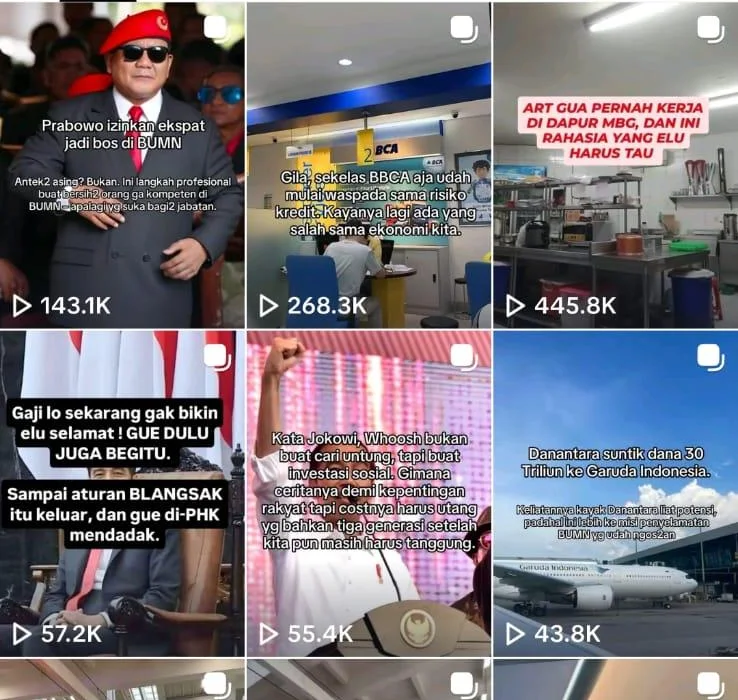 Prabowo izinkan ekspat
jadi bos di BUMN
Antek2 asing? Bukan. Ini langkah profesional
buat bersih2 orang ga kompeten di
BUMN- apalagi yg suka bagi2 jabatan.
143.1K
2
BCA
BCA
Gila, sekelas BBCA aja udah
mulai waspada sama risiko
kredit. Kayanya lagi ada yang
salah sama ekonomi kita.
268.3K
ART GUA PERNAH KERJA
DI DAPUR MBG, DAN INI
RAHASIA YANG ELU
HARUS TAU
445.8K
Gaji lo sekarang gak bikin
elu selamat ! GUE DULU
JUGA BEGITU.
Sampai aturan BLANGSAK
itu keluar, dan gue di-PHK
mendadak.
57.2K
Kata Jokowi, Whoosh bukan
buat cari untung, tapi buat
investasi sosial. Gimana
ceritanya demi kepentingan
rakyat tapi costnya harus utang
yg bahkan tiga generasi setelah
kita pun masih harus tanggung.
55.4K
Danantara suntik dana 30
Triliun ke Garuda Indonesia.
Keliatannya kayak Danantara liat potensi,
padahal ini lebih ke misi penyelamatan
BUMN yg udah ngos2an
Garuda Indonesia
43.8K